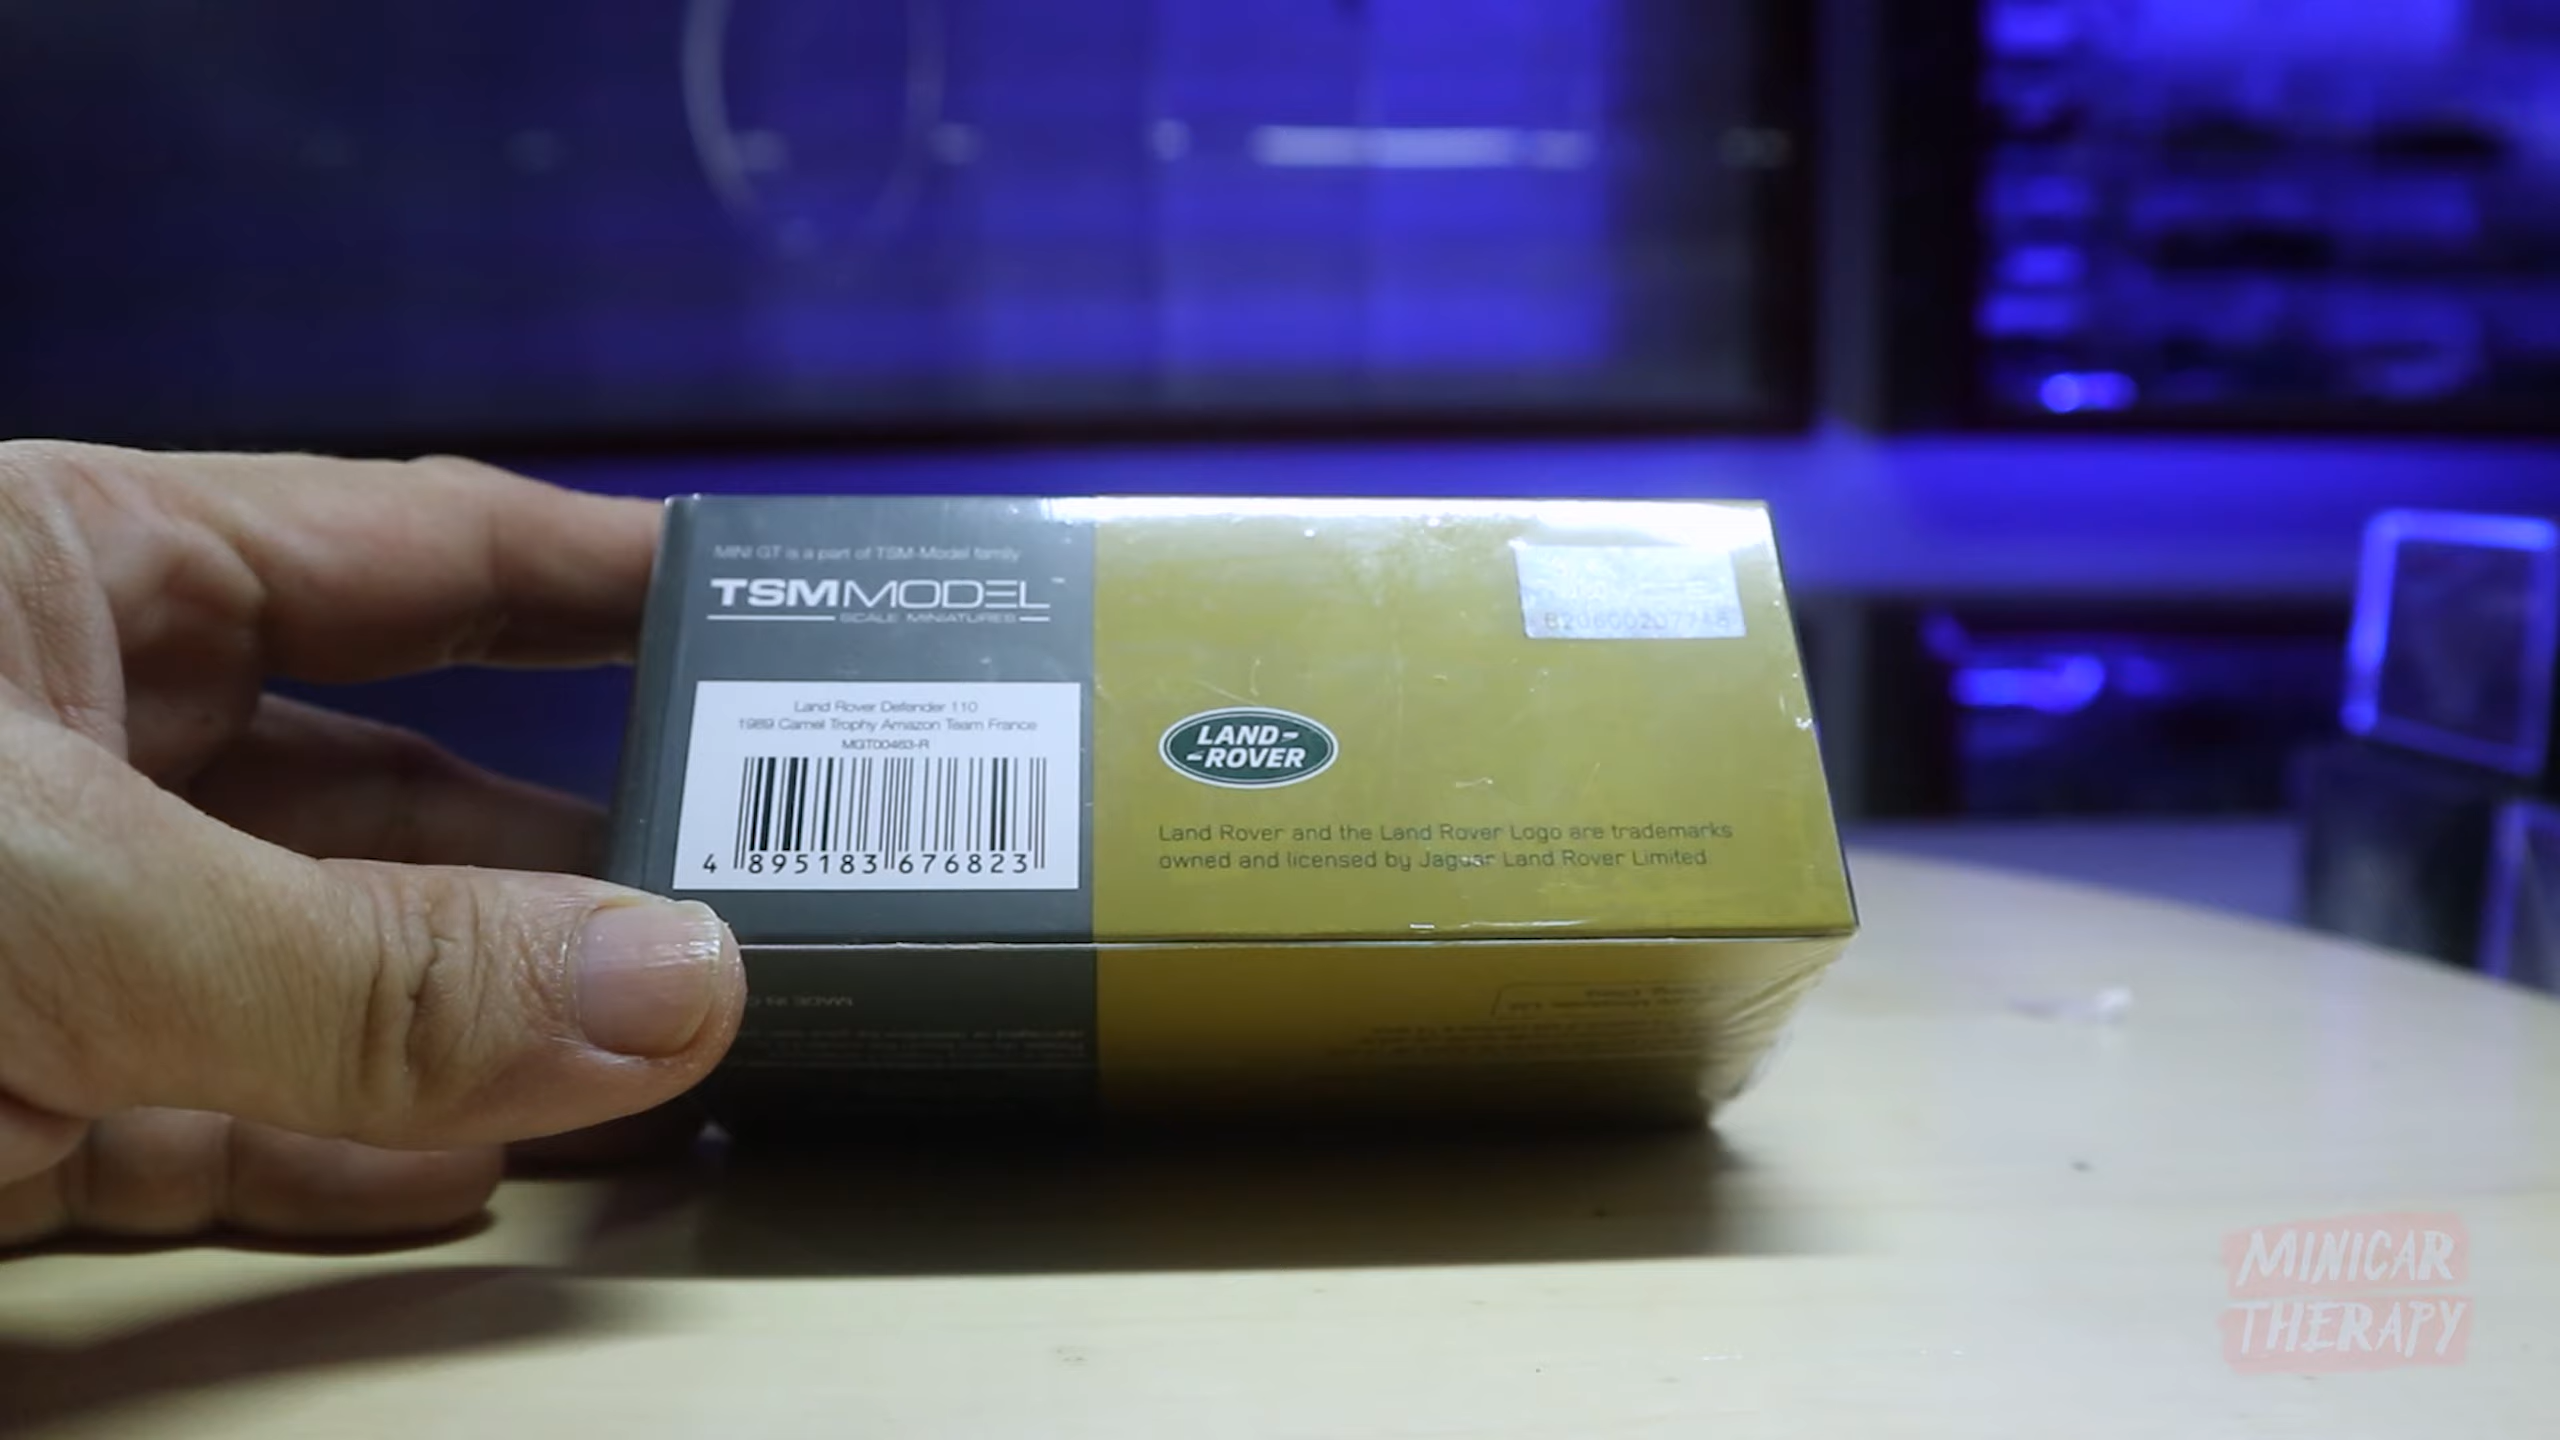 MINI GT is a part of TSM-Model family
TSMMODEL
SCALE MINIATURES
Land Rover Defender 110
1989 Camel Trophy Amazon Team France
MGT00463-R
4 895183 676823
LAND-
-ROVER
Land Rover and the Land Rover Logo are trademarks
owned and licensed by Jaguar Land Rover Limited
MADE IN
MINICAR
THERAPY